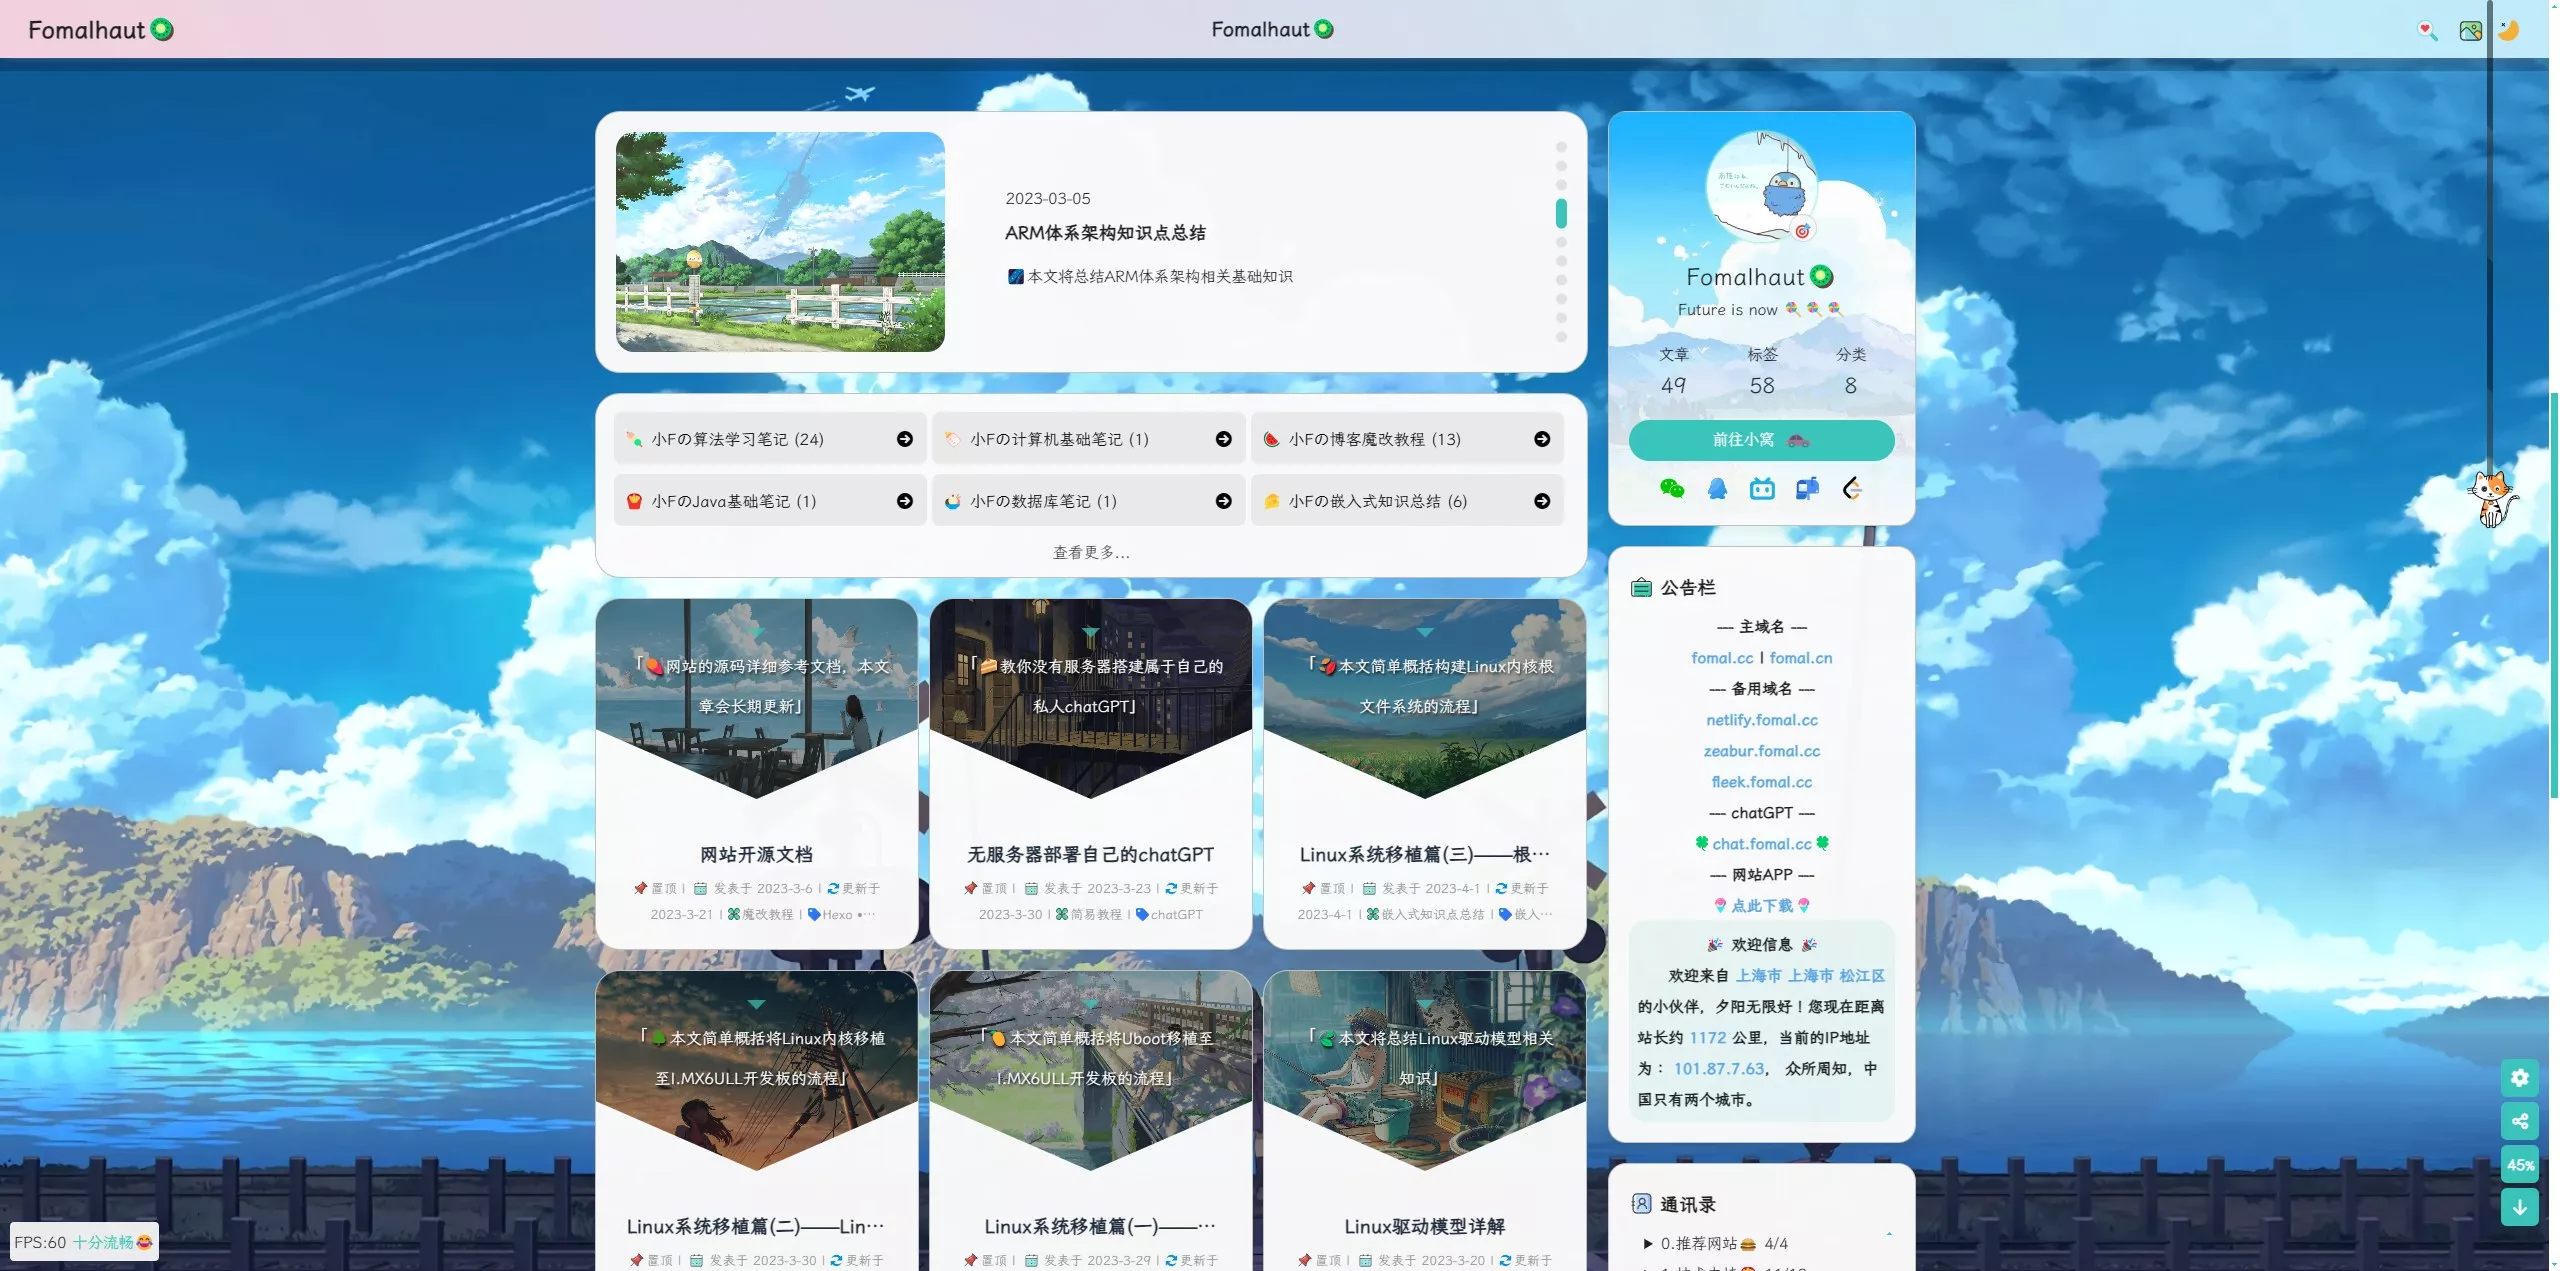 Fomalhaut
Fomalhaut
2023-03-05
ARM体系架构知识点总结
本文将总结ARM体系架构相关基础知识
小Fの算法学习笔记 (24)
小Fの计算机基础笔记 (1)
小Fの博客魔改教程 (13)
小FのJava基础笔记 (1)
小Fの数据库笔记 (1)
小Fの嵌入式知识总结 (6)
查看更多...
「网站的源码详细参考文档，本文
章会长期更新」
网站开源文档
置顶 | 发表于 2023-3-6 | 更新于
2023-3-21 | 魔改教程 | Hexo •…
「教你没有服务器搭建属于自己的
私人chatGPT」
无服务器部署自己的chatGPT
置顶 | 发表于 2023-3-23 | 更新于
2023-3-30 | 简易教程 | chatGPT
「本文简单概括构建Linux内核根
文件系统的流程」
Linux系统移植篇(三)——根…
置顶 | 发表于 2023-4-1 | 更新于
2023-4-1 | 嵌入式知识点总结 | 嵌入…
「本文简单概括将Linux内核移植
至I.MX6ULL开发板的流程」
Linux系统移植篇(二)——Lin…
置顶 | 发表于 2023-3-30 | 更新于
「本文简单概括将Uboot移植至
I.MX6ULL开发板的流程」
Linux系统移植篇(一)——…
置顶 | 发表于 2023-3-29 | 更新于
「本文将总结Linux驱动模型相关
知识」
Linux驱动模型详解
置顶 | 发表于 2023-3-20 | 更新于
Fomalhaut
Future is now
文章 标签 分类
49 58 8
前往小窝
公告栏
--- 主域名 ---
fomal.cc | fomal.cn
--- 备用域名 ---
netlify.fomal.cc
zeabur.fomal.cc
fleek.fomal.cc
--- chatGPT ---
chat.fomal.cc
--- 网站APP ---
点此下载
欢迎信息
欢迎来自 上海市 上海市 松江区
的小伙伴，夕阳无限好！您现在距离
站长约 1172 公里，当前的IP地址
为：101.87.7.63， 众所周知，中
国只有两个城市。
通讯录
0.推荐网站 4/4
45%
FPS:60 十分流畅